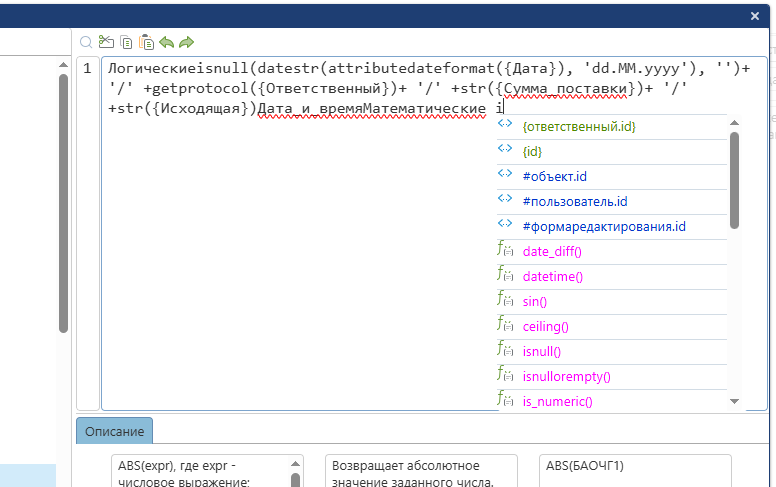 1 Логическиеisnull(datestr(attributedateformat({Дата}), 'dd.MM.yyyy'), '')+
'/' +getprotocol({Ответственный})+ '/' +str({Сумма_поставки})+ '/'
+str({Исходящая})Дата_и_времяМатематические i
{ответственный.id}
{id}
#объект.id
#пользователь.id
#формаредактирования.id
date_diff()
datetime()
sin()
ceiling()
isnull()
isnullorempty()
is_numeric()
Описание
ABS(expr), где expr -
числовое выражение;
Возвращает абсолютное
значение заданного числа.
ABS(БАОЧГ1)